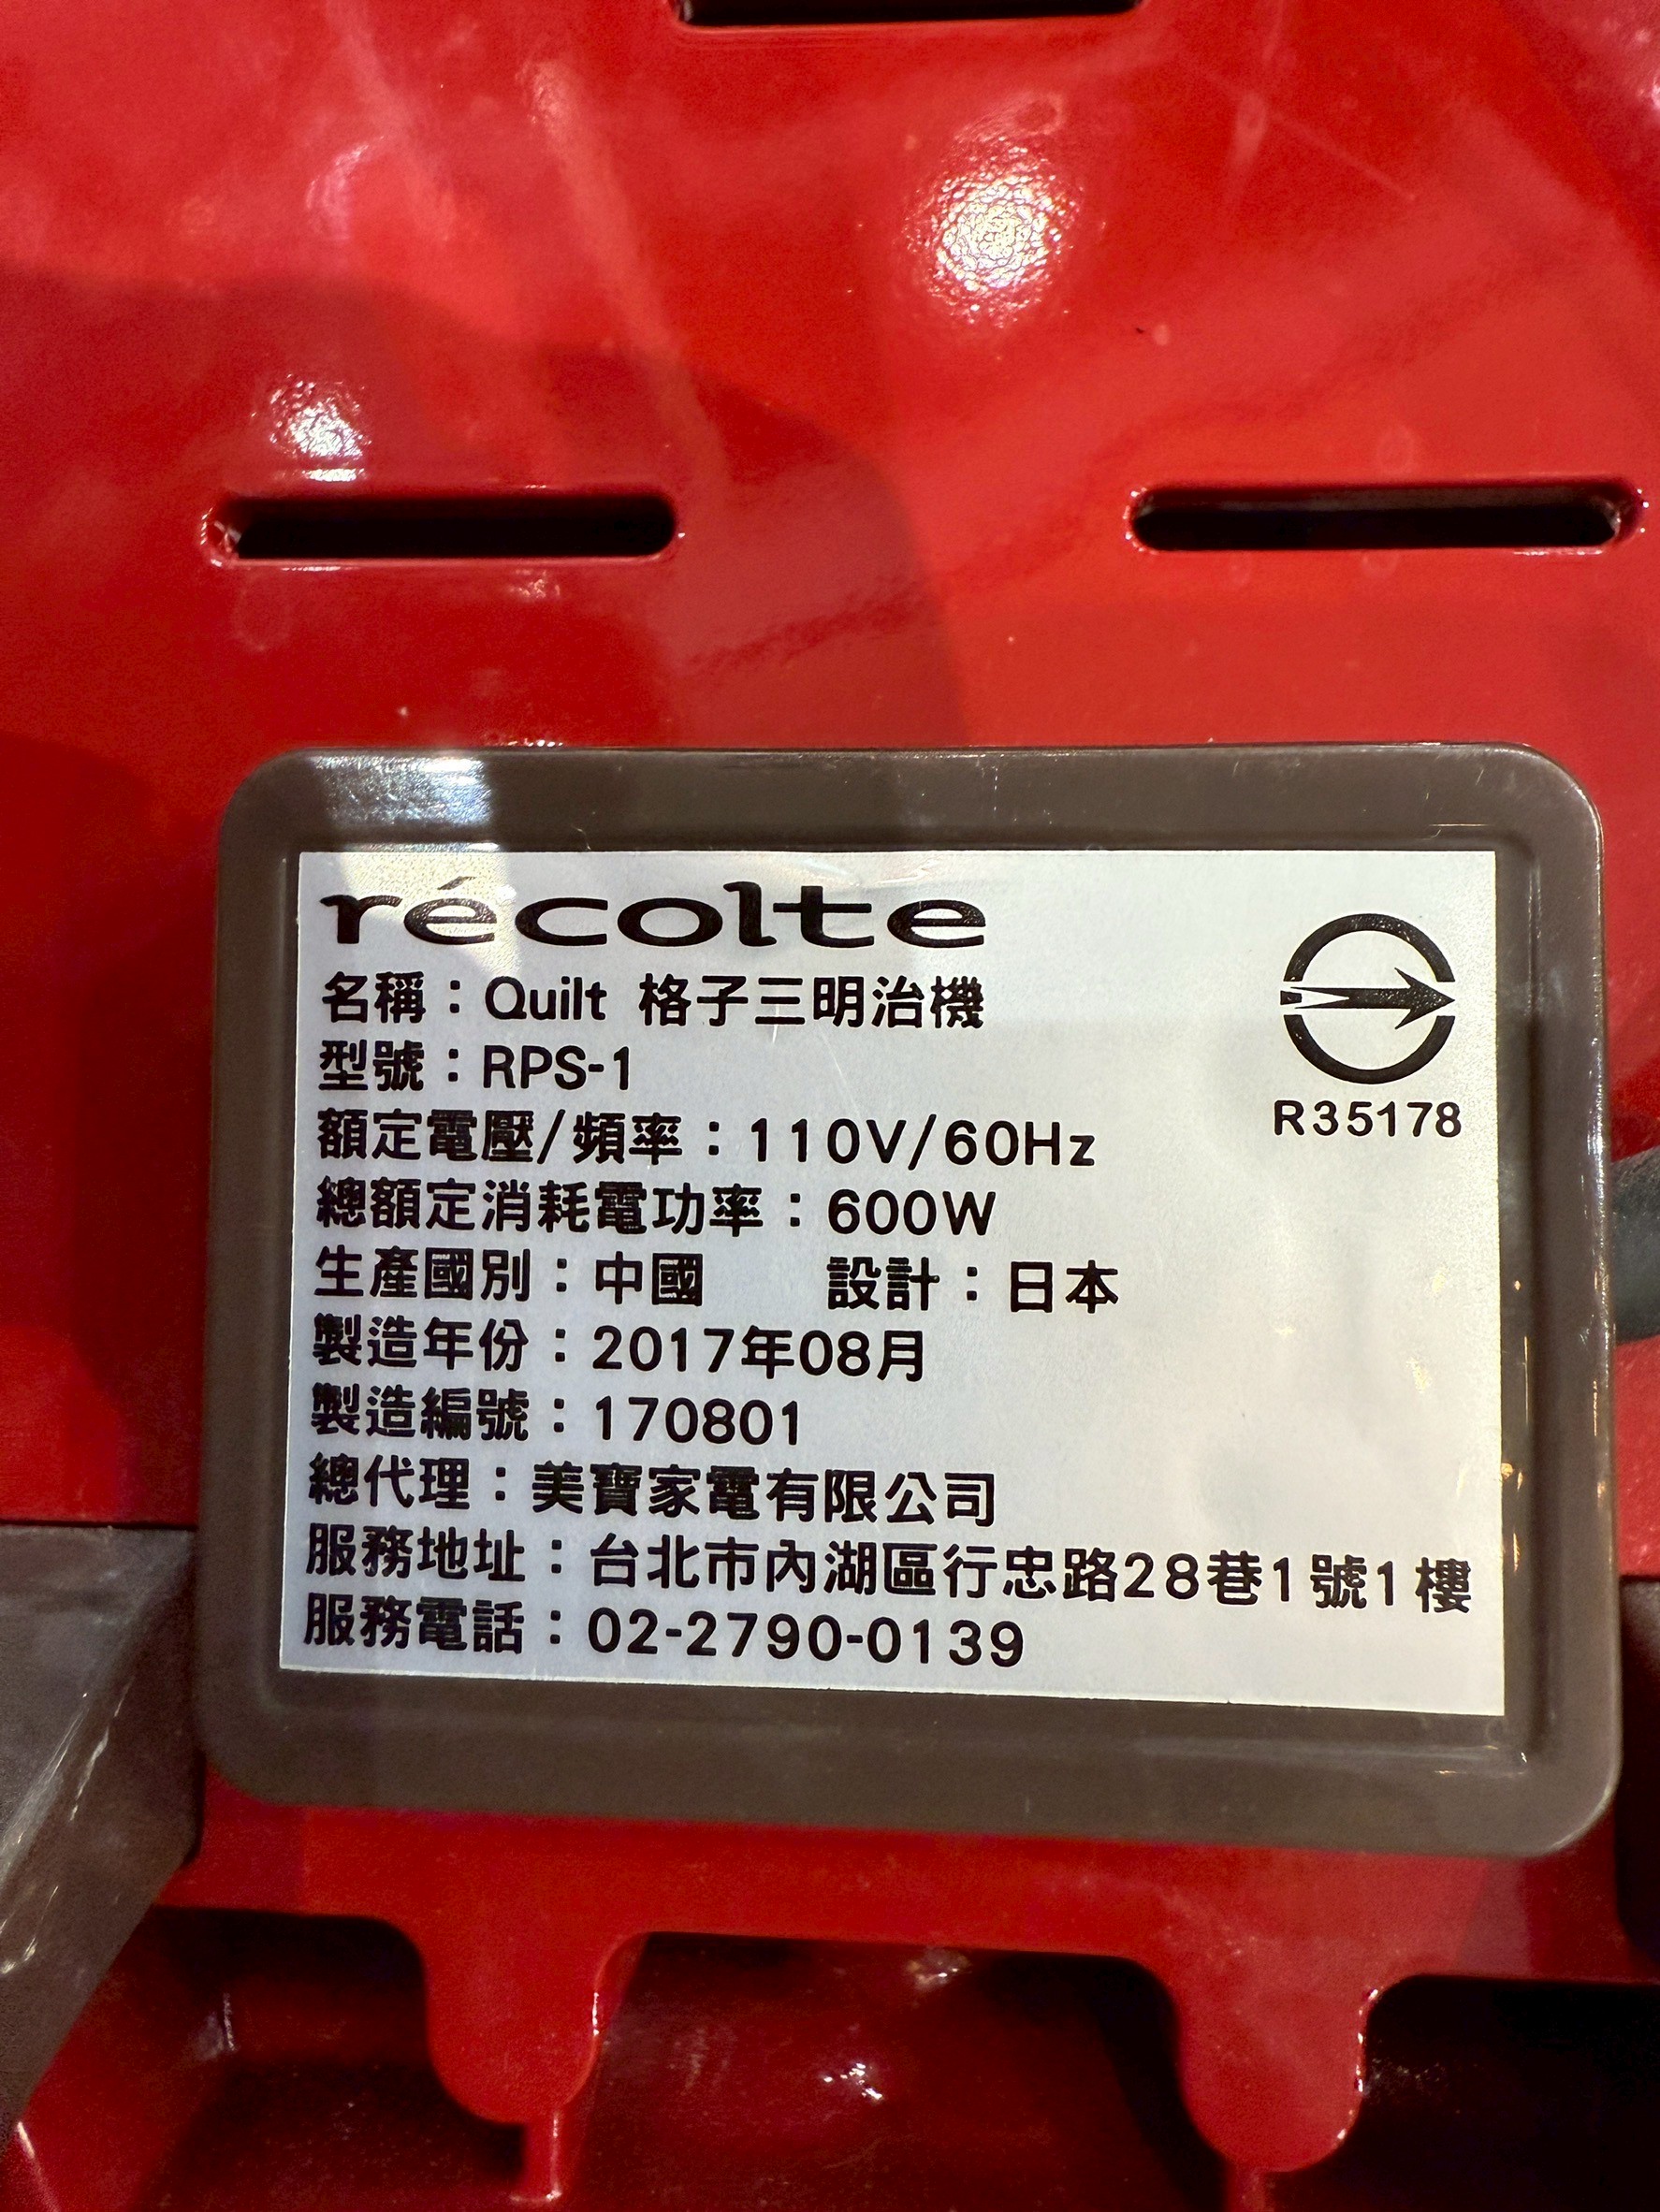 récolte
名稱：Quilt 格子三明治機
型號：RPS-1
R35178
額定電壓/頻率：110V/60Hz
總額定消耗電功率：600W
生產國別：中國 設計：日本
製造年份：2017年08月
製造編號：170801
總代理：美寶家電有限公司
服務地址：台北市內湖區行忠路28巷1號1樓
服務電話：02-2790-0139